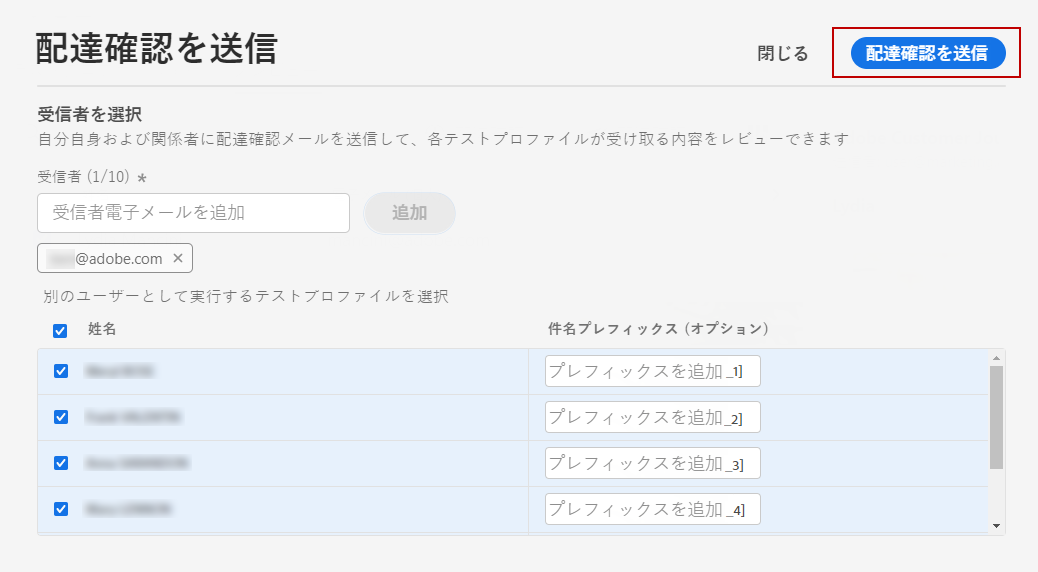 配達確認を送信
閉じる
配達確認を送信
受信者を選択
自分自身および関係者に配達確認メールを送信して、各テストプロファイルが受け取る内容をレビューできます
受信者 (1/10) *
受信者電子メールを追加
追加
@adobe.com ×
別のユーザーとして実行するテストプロファイルを選択
姓名
件名プレフィックス (オプション)
プレフィックスを追加 _1]
プレフィックスを追加 _2]
プレフィックスを追加 _3]
プレフィックスを追加 _4]